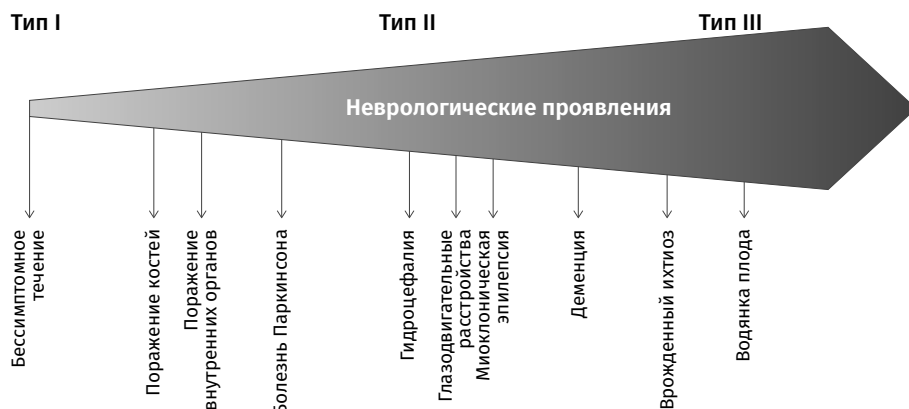 Тип I
Тип II
Тип III
Неврологические проявления
Бессимптомное
течение
Поражение костей
Поражение
внутренних органов
Болезнь Паркинсона
Гидроцефалия
Глазодвигательные
расстройства
Миоклоническая
эпилепсия
Деменция
Врожденный ихтиоз
Водянка плода